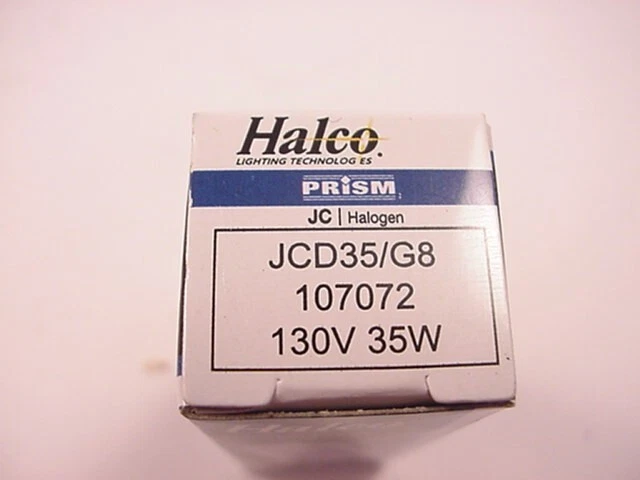 Halco
LIGHTING TECHNOLOG ES
PRiSM
JC | Halogen
JCD35/G8
107072
130V 35W